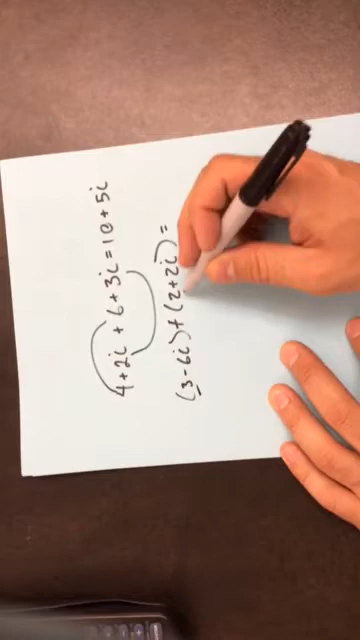 4+2i + 6+3i = 10+5i
(3-6i)+(2+2i) =